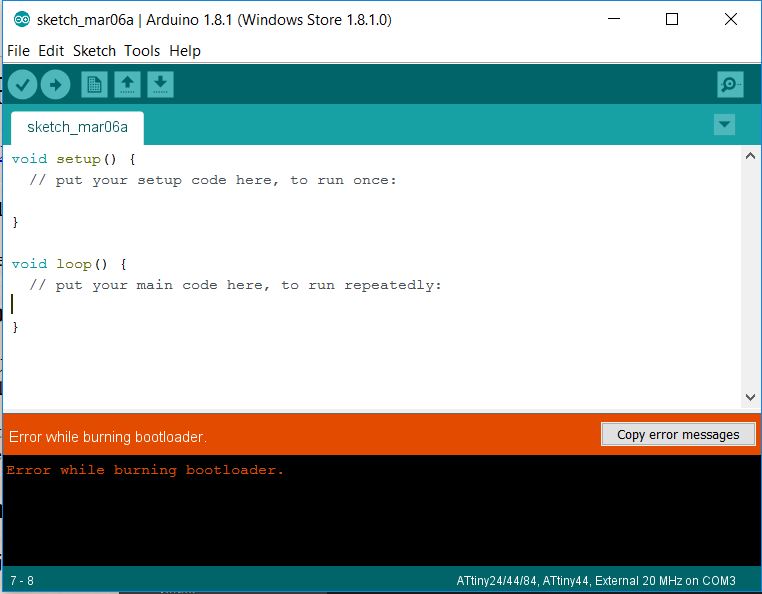 sketch_mar06a | Arduino 1.8.1 (Windows Store 1.8.1.0)
File Edit Sketch Tools Help
sketch_mar06a
void setup() {
  // put your setup code here, to run once:
}
void loop() {
  // put your main code here, to run repeatedly:
}
Error while burning bootloader.
Copy error messages
Error while burning bootloader.
7 - 8
ATtiny24/44/84, ATtiny44, External 20 MHz on COM3